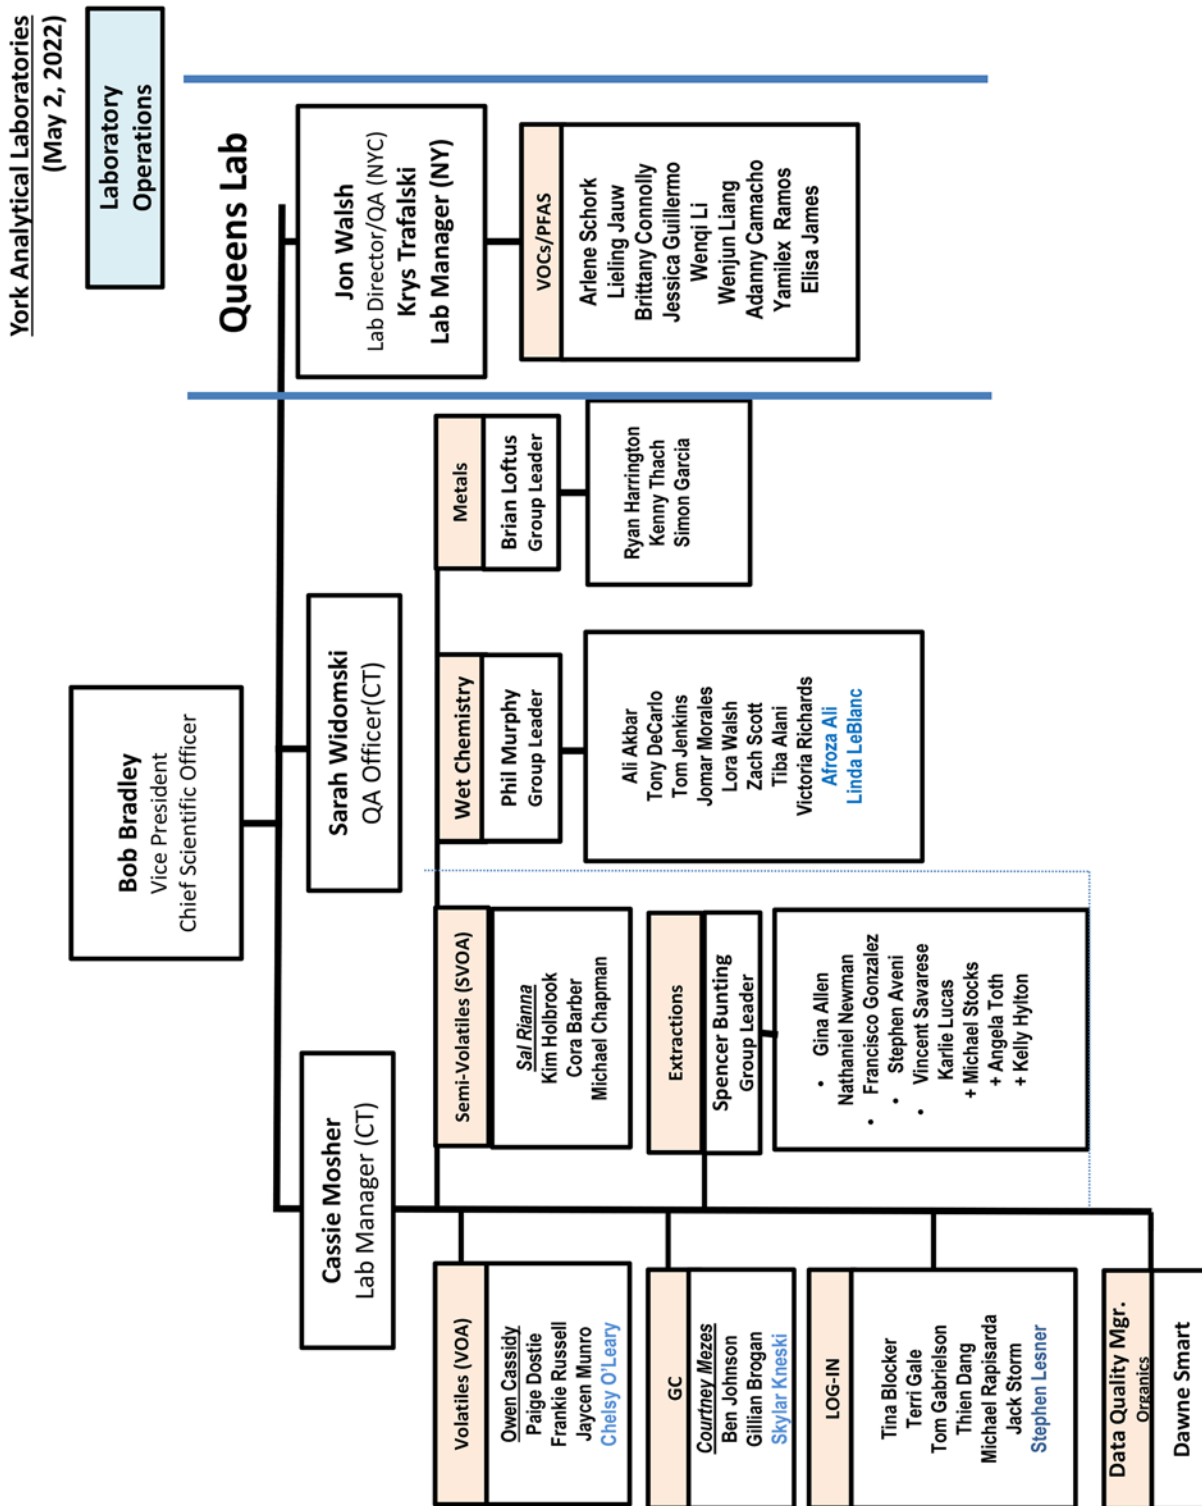 York Analytical Laboratories
(May 2, 2022)
Laboratory
Operations
Bob Bradley
Vice President
Chief Scientific Officer
Queens Lab
Cassie Mosher
Lab Manager (CT)
Sarah Widomski
QA Officer(CT)
Jon Walsh
Lab Director/QA (NYC)
Krys Trafalski
Lab Manager (NY)
Volatiles (VOA)
Owen Cassidy
Paige Dostie
Frankie Russell
Jaycen Munro
Chelsy O'Leary
Semi-Volatiles (SVOA)
Sal Rianna
Kim Holbrook
Cora Barber
Michael Chapman
Wet Chemistry
Phil Murphy
Group Leader
Ali Akbar
Tony DeCarlo
Tom Jenkins
Jomar Morales
Lora Walsh
Zach Scott
Tiba Alani
Victoria Richards
Afroza Ali
Linda LeBlanc
Metals
Brian Loftus
Group Leader
Ryan Harrington
Kenny Thach
Simon Garcia
VOCs/PFAS
Arlene Schork
Lieling Jauw
Brittany Connolly
Jessica Guillermo
Wenqi Li
Wenjun Liang
Adanny Camacho
Yamilex Ramos
Elisa James
GC
Courtney Mezes
Ben Johnson
Gillian Brogan
Skylar Kneski
Extractions
Spencer Bunting
Group Leader
• Gina Allen
Nathaniel Newman
• Francisco Gonzalez
• Stephen Aveni
• Vincent Savarese
Karlie Lucas
+ Michael Stocks
+ Angela Toth
+ Kelly Hylton
LOG-IN
Tina Blocker
Terri Gale
Tom Gabrielson
Thien Dang
Michael Rapisarda
Jack Storm
Stephen Lesner
Data Quality Mgr.
Organics
Dawne Smart